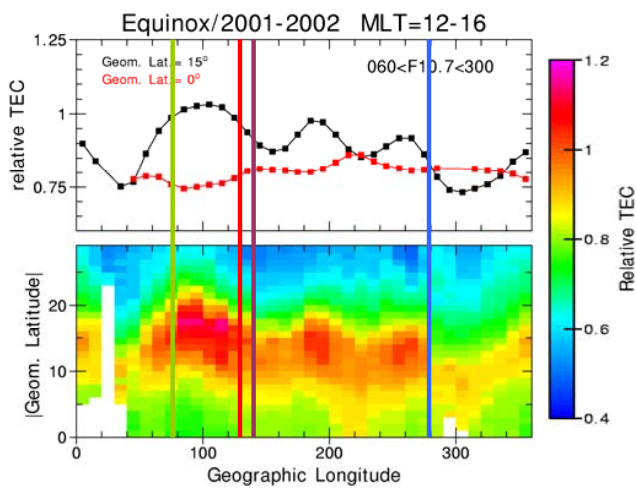 Equinox/2001-2002 MLT=12-16
1.25
1
0.75
relative TEC
Geom. Lat.= 15°
Geom. Lat.= 0°
060<F10.7<300
20
10
0
|Geom. Latitude|
0 100 200 300
Geographic Longitude
1.2
1
0.8
0.6
0.4
Relative TEC